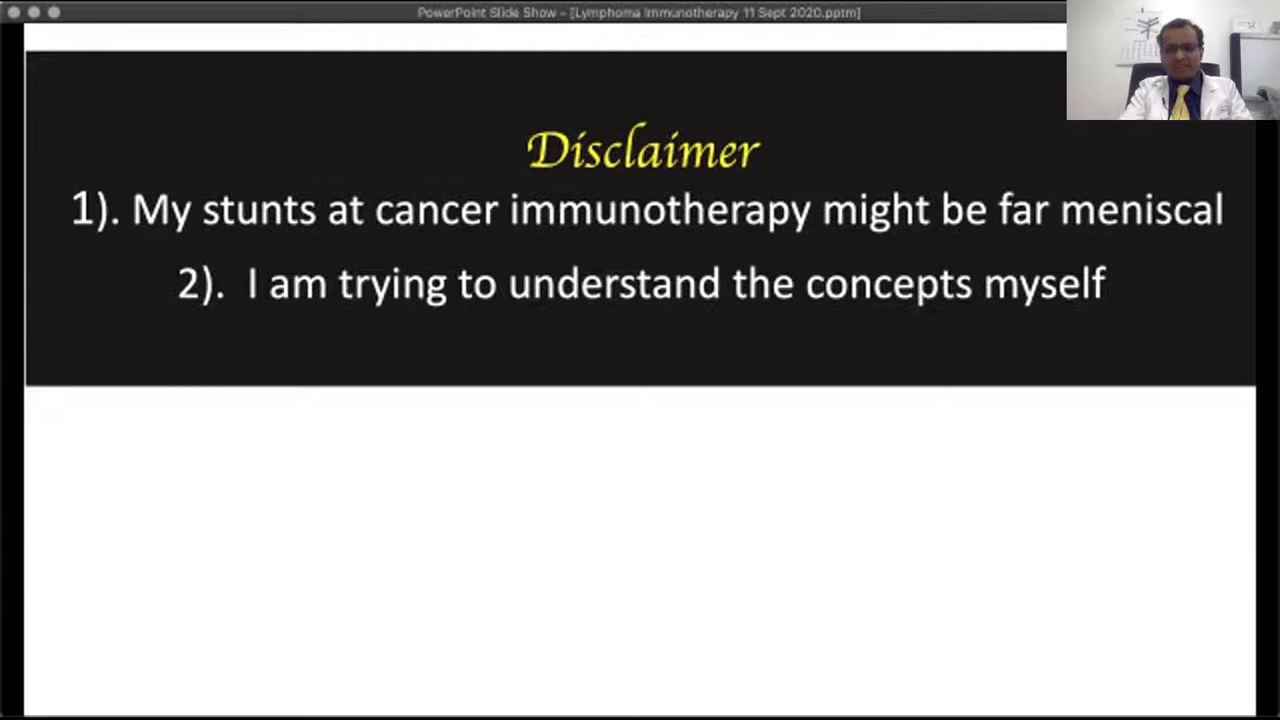 PowerPoint Slide Show - [Lymphoma Immunotherapy 11 Sept 2020.pptm]
Disclaimer
1). My stunts at cancer immunotherapy might be far meniscal
2). I am trying to understand the concepts myself